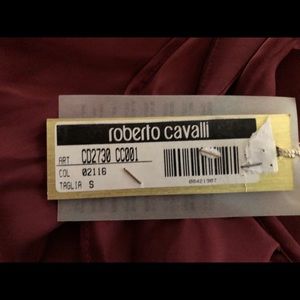 roberto cavalli
ART CD2730 CC001
COL 02116
TAGLIA S